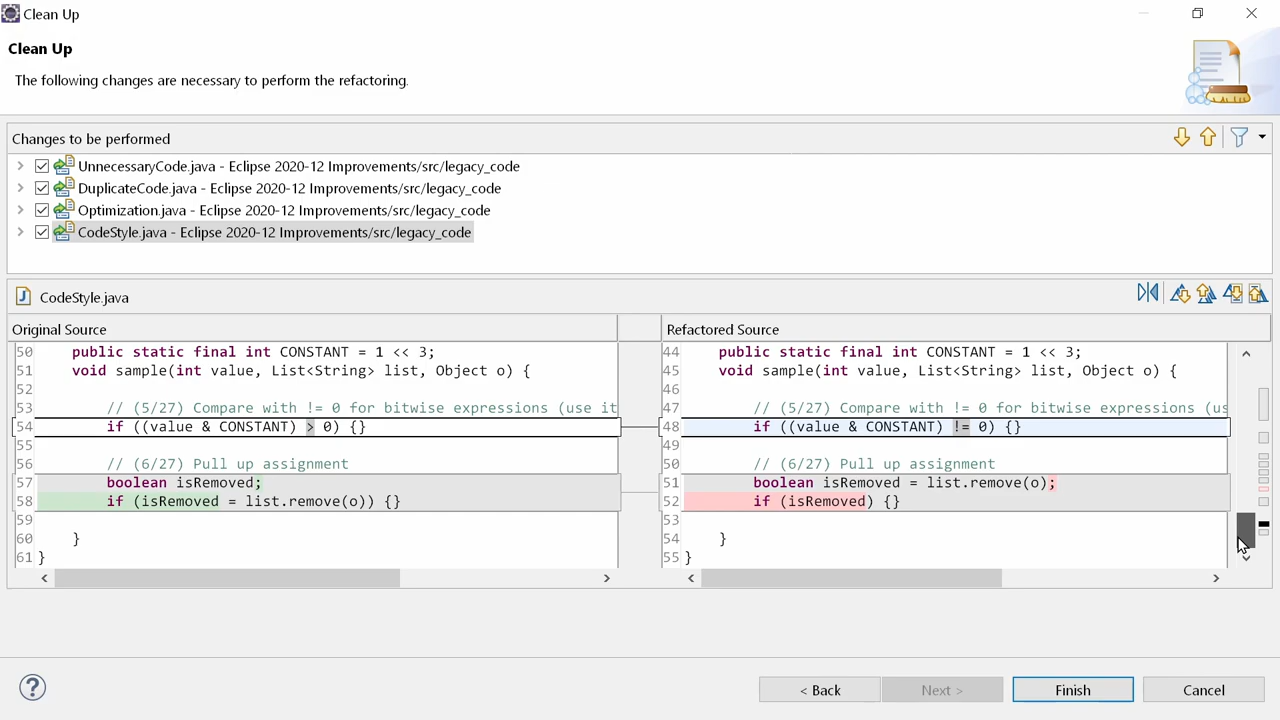 Clean Up
Clean Up
The following changes are necessary to perform the refactoring.
Changes to be performed
UnnecessaryCode.java - Eclipse 2020-12 Improvements/src/legacy_code
DuplicateCode.java - Eclipse 2020-12 Improvements/src/legacy_code
Optimization.java - Eclipse 2020-12 Improvements/src/legacy_code
CodeStyle.java - Eclipse 2020-12 Improvements/src/legacy_code
CodeStyle.java
Original Source
50 public static final int CONSTANT = 1 << 3;
51 void sample(int value, List<String> list, Object o) {
52
53 // (5/27) Compare with != 0 for bitwise expressions (use it
54 if ((value & CONSTANT) > 0) {}
55
56 // (6/27) Pull up assignment
57 boolean isRemoved;
58 if (isRemoved = list.remove(o)) {}
59
60 }
61 }
Refactored Source
44 public static final int CONSTANT = 1 << 3;
45 void sample(int value, List<String> list, Object o) {
46
47 // (5/27) Compare with != 0 for bitwise expressions (us
48 if ((value & CONSTANT) != 0) {}
49
50 // (6/27) Pull up assignment
51 boolean isRemoved = list.remove(o);
52 if (isRemoved) {}
53
54 }
55 }
< Back
Next >
Finish
Cancel